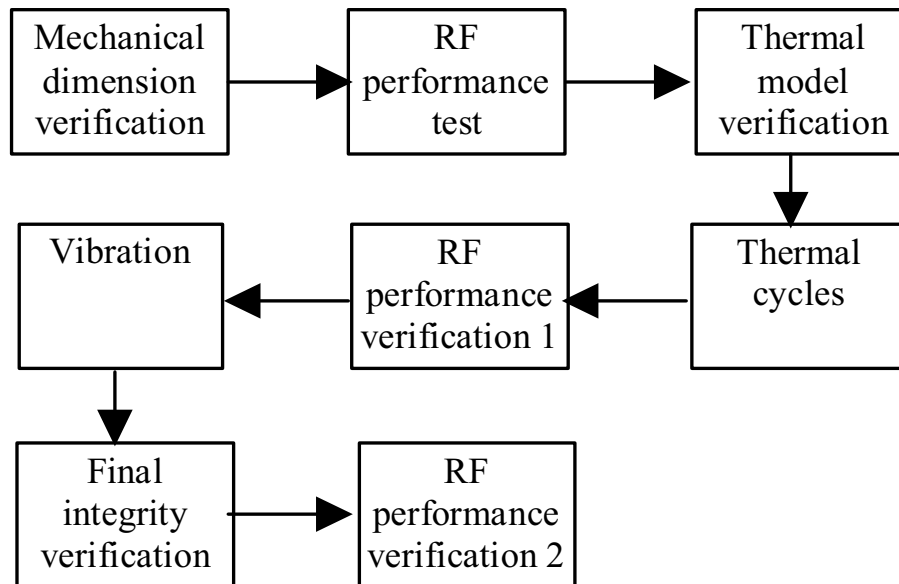 Mechanical
dimension
verification
RF
performance
test
Thermal
model
verification
Thermal
cycles
RF
performance
verification 1
Vibration
Final
integrity
verification
RF
performance
verification 2